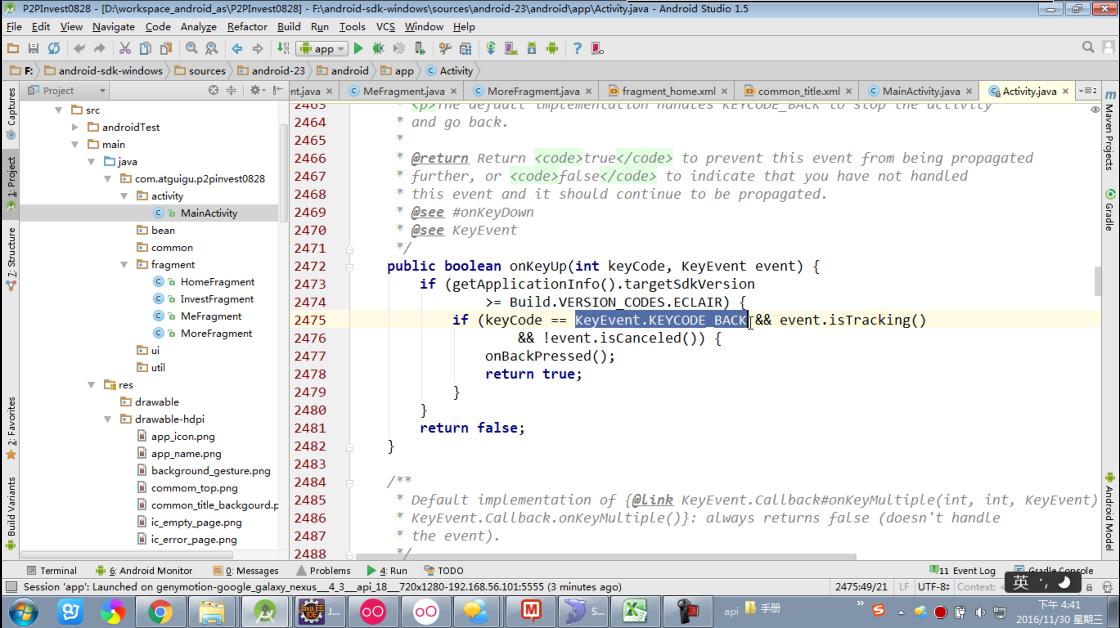 P2PInvest0828 - [D:\workspace_android_as\P2PInvest0828] - F:\android-sdk-windows\sources\android-23\android\app\Activity.java - Android Studio 1.5
File Edit View Navigate Code Analyze Refactor Build Run Tools VCS Window Help
app
F: android-sdk-windows sources android-23 android app Activity
Project
nt.java MeFragment.java MoreFragment.java fragment_home.xml common_title.xml MainActivity.java Activity.java
Captures
1: Project
7: Structure
2: Favorites
Build Variants
src
androidTest
main
java
com.atguigu.p2pinvest0828
activity
MainActivity
bean
common
fragment
HomeFragment
InvestFragment
MeFragment
MoreFragment
ui
util
res
drawable
drawable-hdpi
app_icon.png
app_name.png
background_gesture.png
commom_top.png
common_title_backgourd.p
ic_empty_page.png
ic_error_page.png
2463 * <p>The default implementation handles KEYCODE_BACK to stop the activity
2464 * and go back.
2465 *
2466 * @return Return <code>true</code> to prevent this event from being propagated
2467 * further, or <code>false</code> to indicate that you have not handled
2468 * this event and it should continue to be propagated.
2469 * @see #onKeyDown
2470 * @see KeyEvent
2471 */
2472 public boolean onKeyUp(int keyCode, KeyEvent event) {
2473 if (getApplicationInfo().targetSdkVersion
2474 >= Build.VERSION_CODES.ECLAIR) {
2475 if (keyCode == KeyEvent.KEYCODE_BACK && event.isTracking()
2476 && !event.isCanceled()) {
2477 onBackPressed();
2478 return true;
2479 }
2480 }
2481 return false;
2482 }
2483
2484 /**
2485 * Default implementation of {@link KeyEvent.Callback#onKeyMultiple(int, int, KeyEvent)
2486 * KeyEvent.Callback.onKeyMultiple()}: always returns false (doesn't handle
2487 * the event).
2488 */
Maven Projects
Gradle
Android Model
Terminal 6: Android Monitor 0: Messages Problems 4: Run TODO 11 Event Log Gradle Console
Session 'app': Launched on genymotion-google_galaxy_nexus___4_3___api_18___720x1280-192.168.56.101:5555 (3 minutes ago) 2475:49/21 LF UTF-8 Context:
英
J... S... api 手册
下午 4:41
2016/11/30 星期三